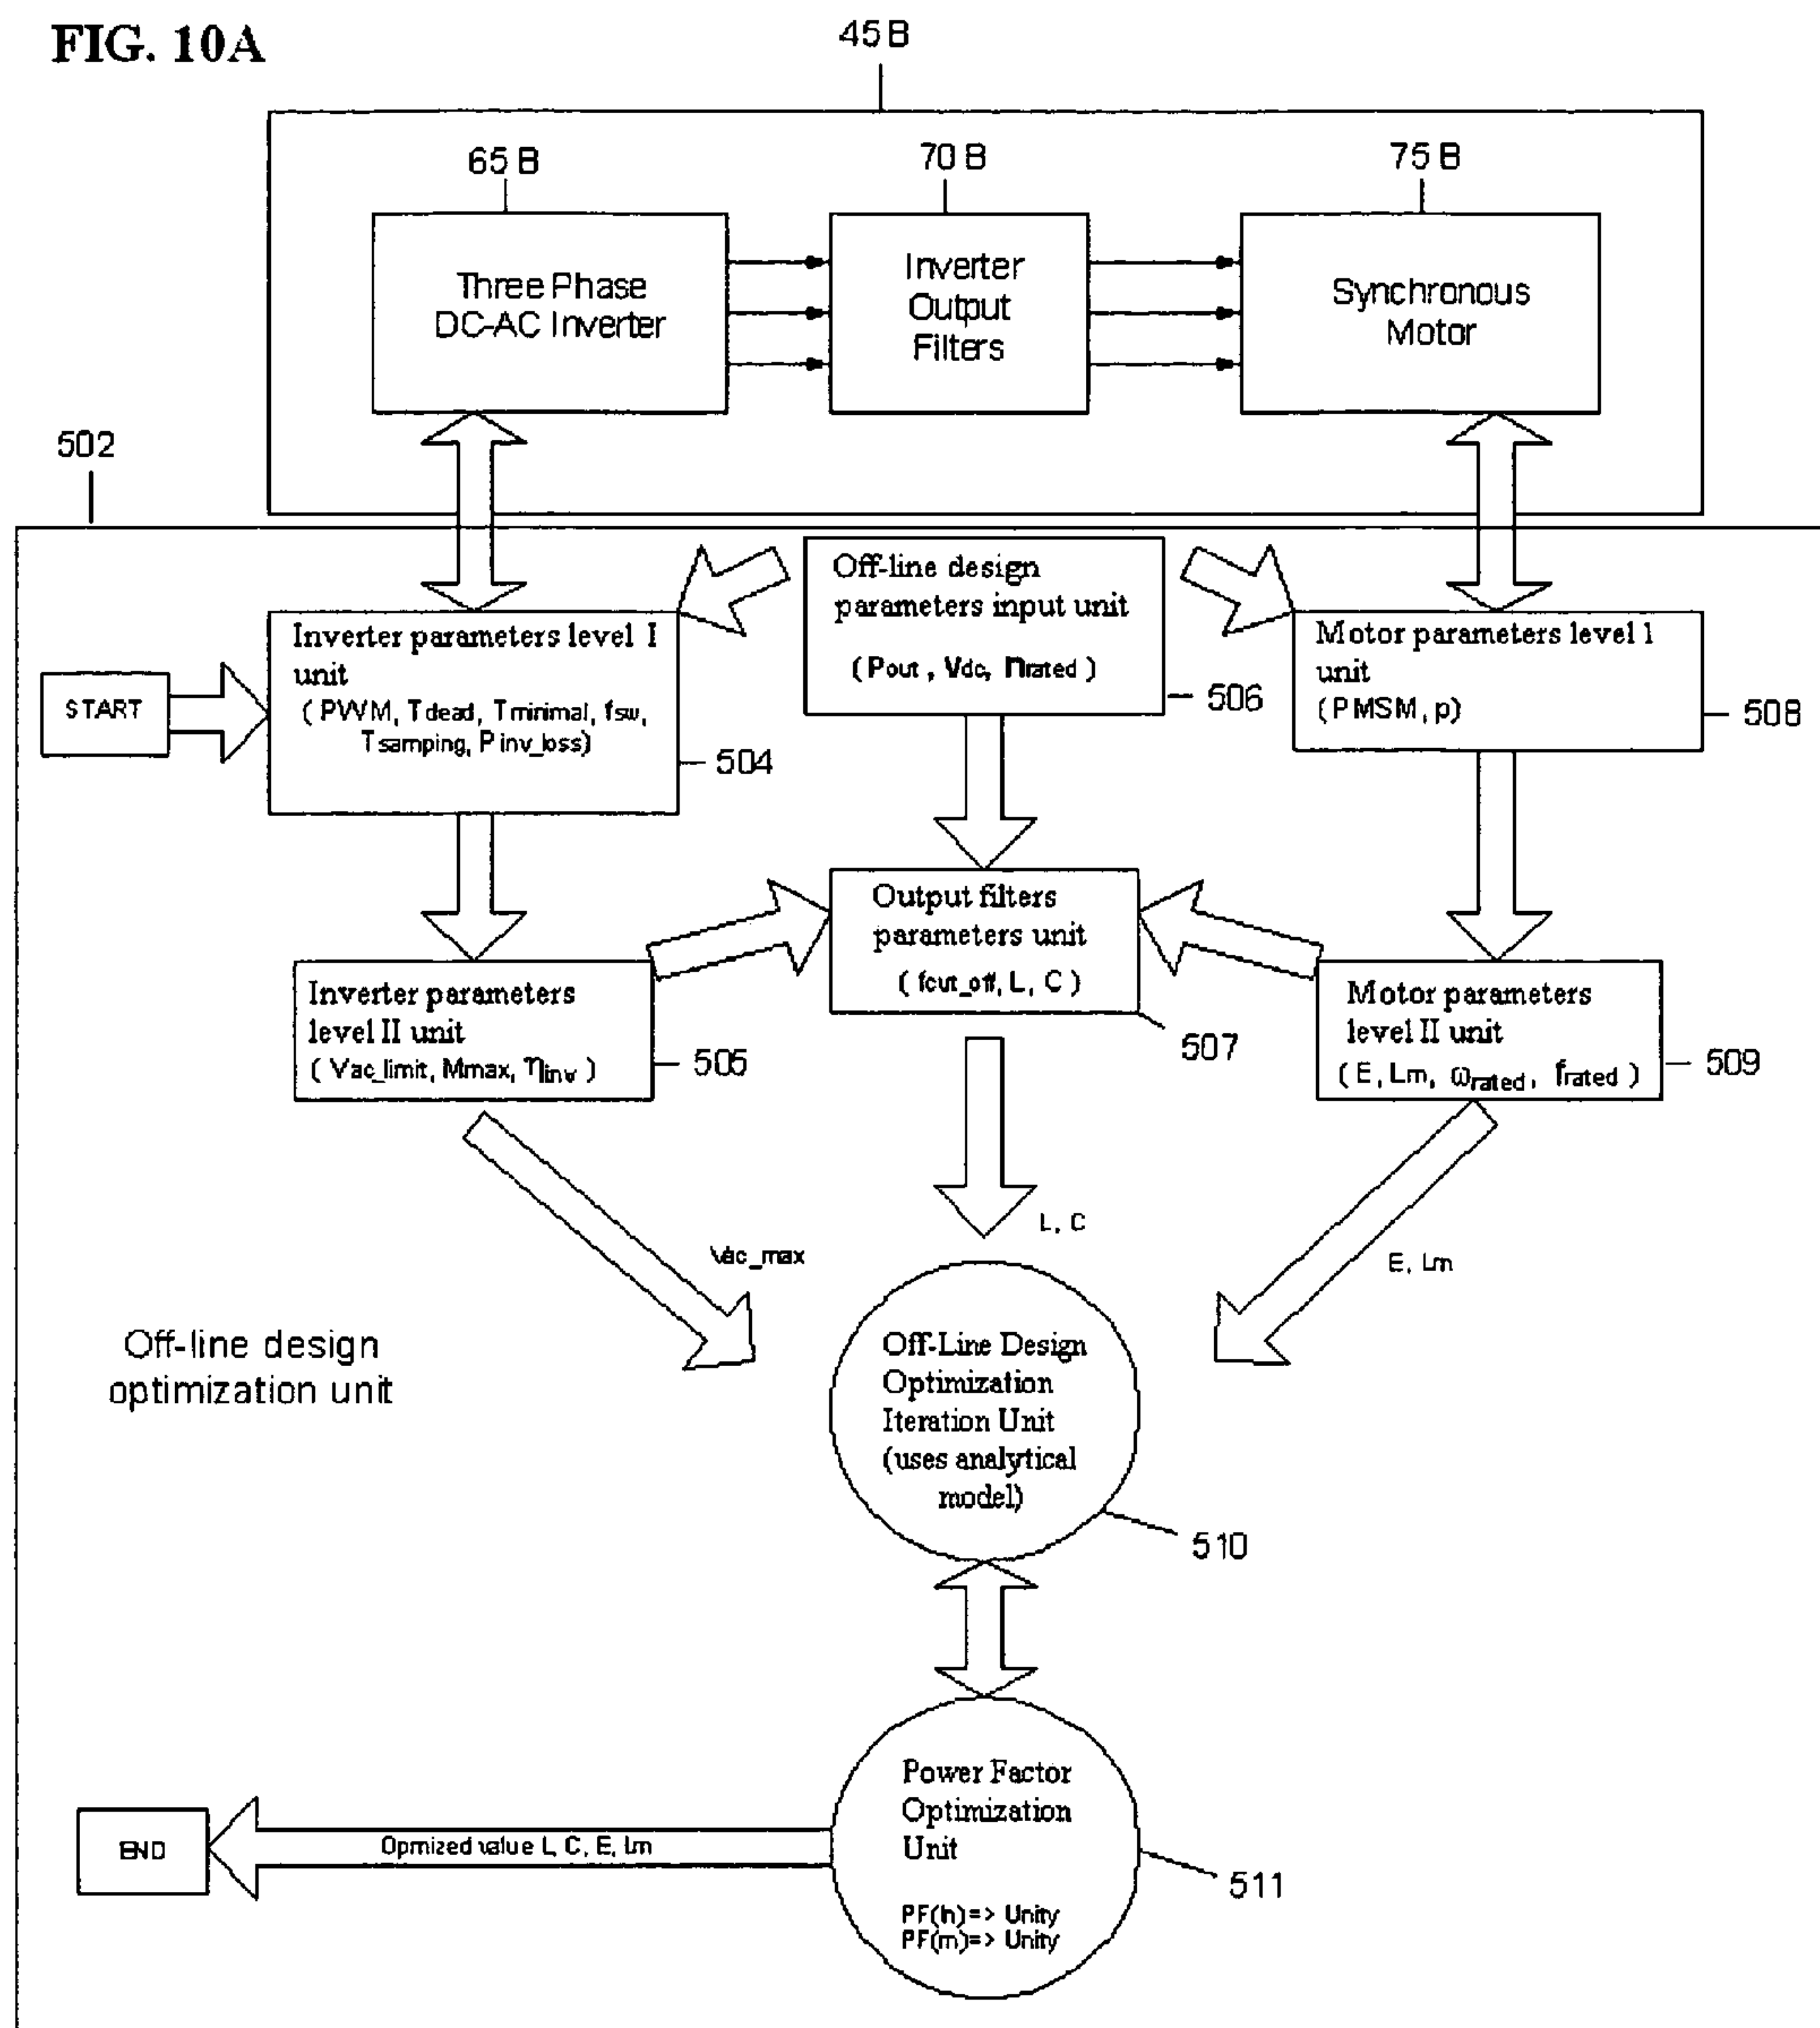 FIG. 10A
45B
65B
70B
75B
Three Phase
DC-AC Inverter
Inverter
Output
Filters
Synchronous
Motor
502
Off-line design
parameters input unit
( Pout , Vdc, nrated )
506
Inverter parameters level I
unit
( PWM, Tdead, Tminimal, fsw,
Tsamping, Pinv_loss)
504
START
Motor parameters level 1
unit
(PMSM, p)
508
Output filters
parameters unit
( fcut_off, L, C )
507
Inverter parameters
level II unit
( Vac_limit, Mmax, ηinv )
505
Motor parameters
level II unit
( E, Lm, ωrated, frated )
509
Vac_max
L, C
E, Lm
Off-line design
optimization unit
Off-Line Design
Optimization
Iteration Unit
(uses analytical
model)
510
Power Factor
Optimization
Unit
PF(h)=> Unity
PF(m)=> Unity
511
Opmized value L, C, E, Lm
END